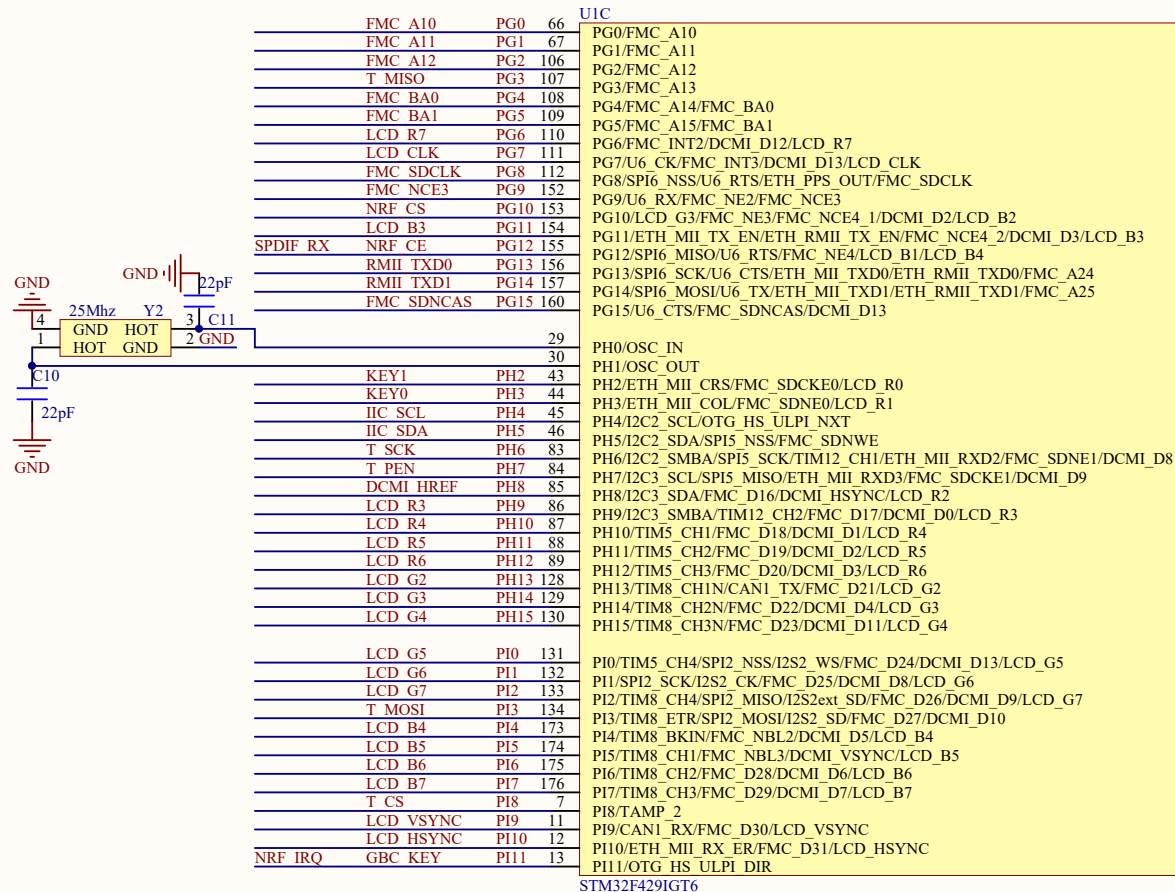 U1C
FMC_A10 PG0 66 PG0/FMC_A10
FMC_A11 PG1 67 PG1/FMC_A11
FMC_A12 PG2 106 PG2/FMC_A12
T_MISO PG3 107 PG3/FMC_A13
FMC_BA0 PG4 108 PG4/FMC_A14/FMC_BA0
FMC_BA1 PG5 109 PG5/FMC_A15/FMC_BA1
LCD_R7 PG6 110 PG6/FMC_INT2/DCMI_D12/LCD_R7
LCD_CLK PG7 111 PG7/U6_CK/FMC_INT3/DCMI_D13/LCD_CLK
FMC_SDCLK PG8 112 PG8/SPI6_NSS/U6_RTS/ETH_PPS_OUT/FMC_SDCLK
FMC_NCE3 PG9 152 PG9/U6_RX/FMC_NE2/FMC_NCE3
NRF_CS PG10 153 PG10/LCD_G3/FMC_NE3/FMC_NCE4_1/DCMI_D2/LCD_B2
LCD_B3 PG11 154 PG11/ETH_MII_TX_EN/ETH_RMII_TX_EN/FMC_NCE4_2/DCMI_D3/LCD_B3
SPDIF_RX NRF_CE PG12 155 PG12/SPI6_MISO/U6_RTS/FMC_NE4/LCD_B1/LCD_B4
RMII_TXD0 PG13 156 PG13/SPI6_SCK/U6_CTS/ETH_MII_TXD0/ETH_RMII_TXD0/FMC_A24
RMII_TXD1 PG14 157 PG14/SPI6_MOSI/U6_TX/ETH_MII_TXD1/ETH_RMII_TXD1/FMC_A25
FMC_SDNCAS PG15 160 PG15/U6_CTS/FMC_SDNCAS/DCMI_D13
GND
GND 22pF
25Mhz Y2 C11
4 GND HOT 3
1 HOT GND 2 GND
C10
22pF
GND
29 PH0/OSC_IN
30 PH1/OSC_OUT
KEY1 PH2 43 PH2/ETH_MII_CRS/FMC_SDCKE0/LCD_R0
KEY0 PH3 44 PH3/ETH_MII_COL/FMC_SDNE0/LCD_R1
IIC_SCL PH4 45 PH4/I2C2_SCL/OTG_HS_ULPI_NXT
IIC_SDA PH5 46 PH5/I2C2_SDA/SPI5_NSS/FMC_SDNWE
T_SCK PH6 83 PH6/I2C2_SMBA/SPI5_SCK/TIM12_CH1/ETH_MII_RXD2/FMC_SDNE1/DCMI_D8
T_PEN PH7 84 PH7/I2C3_SCL/SPI5_MISO/ETH_MII_RXD3/FMC_SDCKE1/DCMI_D9
DCMI_HREF PH8 85 PH8/I2C3_SDA/FMC_D16/DCMI_HSYNC/LCD_R2
LCD_R3 PH9 86 PH9/I2C3_SMBA/TIM12_CH2/FMC_D17/DCMI_D0/LCD_R3
LCD_R4 PH10 87 PH10/TIM5_CH1/FMC_D18/DCMI_D1/LCD_R4
LCD_R5 PH11 88 PH11/TIM5_CH2/FMC_D19/DCMI_D2/LCD_R5
LCD_R6 PH12 89 PH12/TIM5_CH3/FMC_D20/DCMI_D3/LCD_R6
LCD_G2 PH13 128 PH13/TIM8_CH1N/CAN1_TX/FMC_D21/LCD_G2
LCD_G3 PH14 129 PH14/TIM8_CH2N/FMC_D22/DCMI_D4/LCD_G3
LCD_G4 PH15 130 PH15/TIM8_CH3N/FMC_D23/DCMI_D11/LCD_G4
LCD_G5 PI0 131 PI0/TIM5_CH4/SPI2_NSS/I2S2_WS/FMC_D24/DCMI_D13/LCD_G5
LCD_G6 PI1 132 PI1/SPI2_SCK/I2S2_CK/FMC_D25/DCMI_D8/LCD_G6
LCD_G7 PI2 133 PI2/TIM8_CH4/SPI2_MISO/I2S2ext_SD/FMC_D26/DCMI_D9/LCD_G7
T_MOSI PI3 134 PI3/TIM8_ETR/SPI2_MOSI/I2S2_SD/FMC_D27/DCMI_D10
LCD_B4 PI4 173 PI4/TIM8_BKIN/FMC_NBL2/DCMI_D5/LCD_B4
LCD_B5 PI5 174 PI5/TIM8_CH1/FMC_NBL3/DCMI_VSYNC/LCD_B5
LCD_B6 PI6 175 PI6/TIM8_CH2/FMC_D28/DCMI_D6/LCD_B6
LCD_B7 PI7 176 PI7/TIM8_CH3/FMC_D29/DCMI_D7/LCD_B7
T_CS PI8 7 PI8/TAMP_2
LCD_VSYNC PI9 11 PI9/CAN1_RX/FMC_D30/LCD_VSYNC
LCD_HSYNC PI10 12 PI10/ETH_MII_RX_ER/FMC_D31/LCD_HSYNC
NRF_IRQ GBC_KEY PI11 13 PI11/OTG_HS_ULPI_DIR
STM32F429IGT6